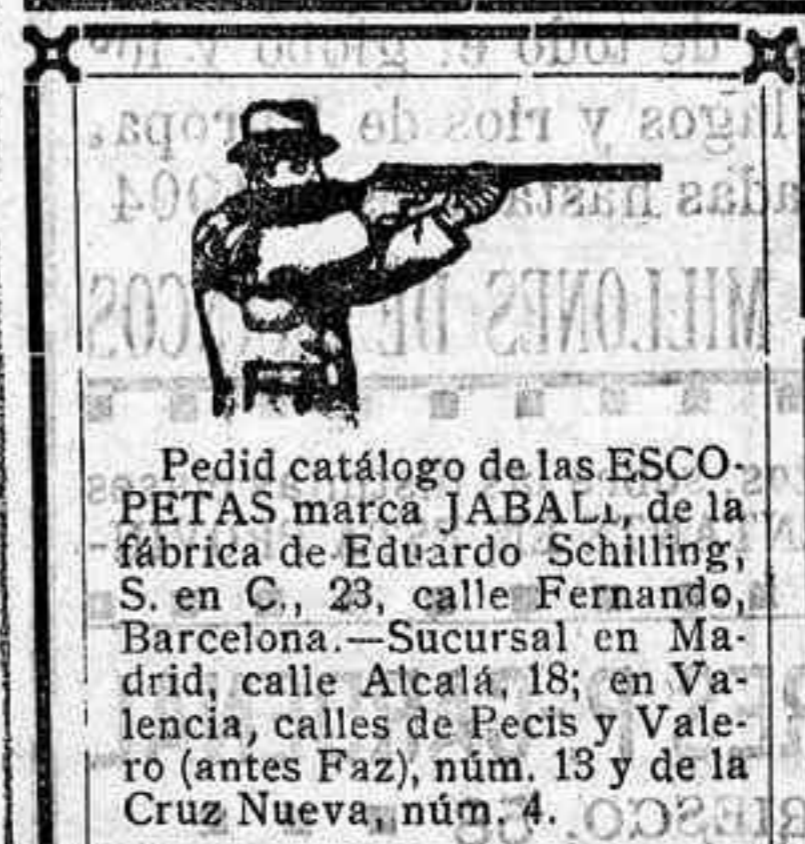 Pedid catálogo de las ESCO-
PETAS marca JABALI, de la
fábrica de Eduardo Schilling,
S. en C., 23, calle Fernando,
Barcelona.—Sucursal en Ma-
drid, calle Alcalá, 18; en Va-
lencia, calles de Pecis y Vale-
ro (antes Faz), núm. 13 y de la
Cruz Nueva, núm. 4.